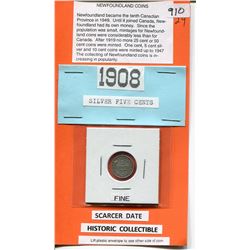 NEWFOUNDLAND COINS
Newfoundland became the tenth Canadian
Province in 1949. Until it joined Canada, New-
foundland had its own money. Since the
population was small, mintages for Newfound-
land coins were considerably less than for
Canada. After 1919 no more 25 cent or 50
cent coins were minted. One cent, 5 cent sil-
ver and 10 cent coins were minted up to 1947
The collecting of Newfoundland coins is in-
creasing in popularity.
910
29
1908
SILVER FIVE CENTS
FINE
SCARCER DATE
HISTORIC COLLECTIBLE
Lift plastic envelope to see other side of coin